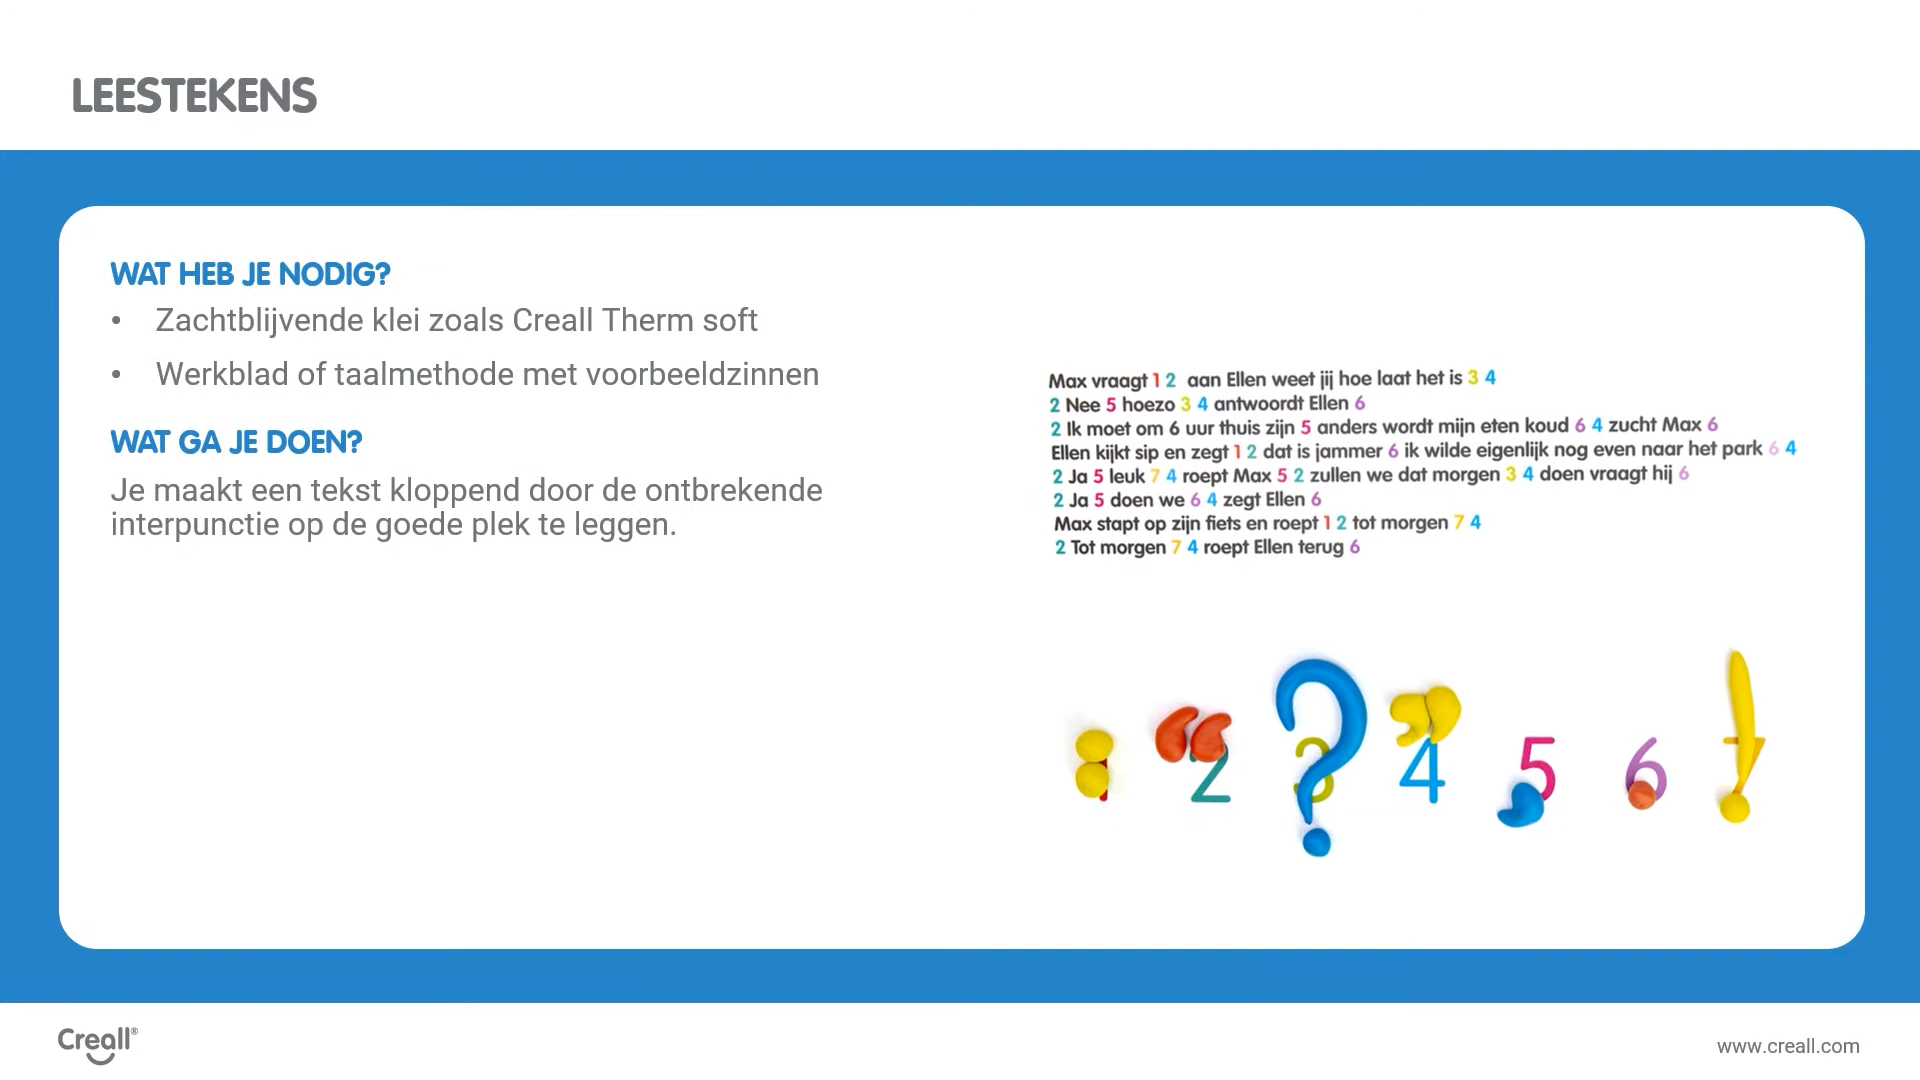 LEESTEKENS
WAT HEB JE NODIG?
• Zachtblijvende klei zoals Creall Therm soft
• Werkblad of taalmethode met voorbeeldzinnen
WAT GA JE DOEN?
Je maakt een tekst kloppend door de ontbrekende
interpunctie op de goede plek te leggen.
Max vraagt 1 2 aan Ellen weet jij hoe laat het is 3 4
2 Nee 5 hoezo 3 4 antwoordt Ellen 6
2 Ik moet om 6 uur thuis zijn 5 anders wordt mijn eten koud 6 4 zucht Max 6
Ellen kijkt sip en zegt 1 2 dat is jammer 6 ik wilde eigenlijk nog even naar het park 6 4
2 Ja 5 leuk 7 4 roept Max 5 2 zullen we dat morgen 3 4 doen vraagt hij 6
2 Ja 5 doen we 6 4 zegt Ellen 6
Max stapt op zijn fiets en roept 1 2 tot morgen 7 4
2 Tot morgen 7 4 roept Ellen terug 6
1 2 3 4 5 6 7
: “ ? ” , . !
Creall®
www.creall.com